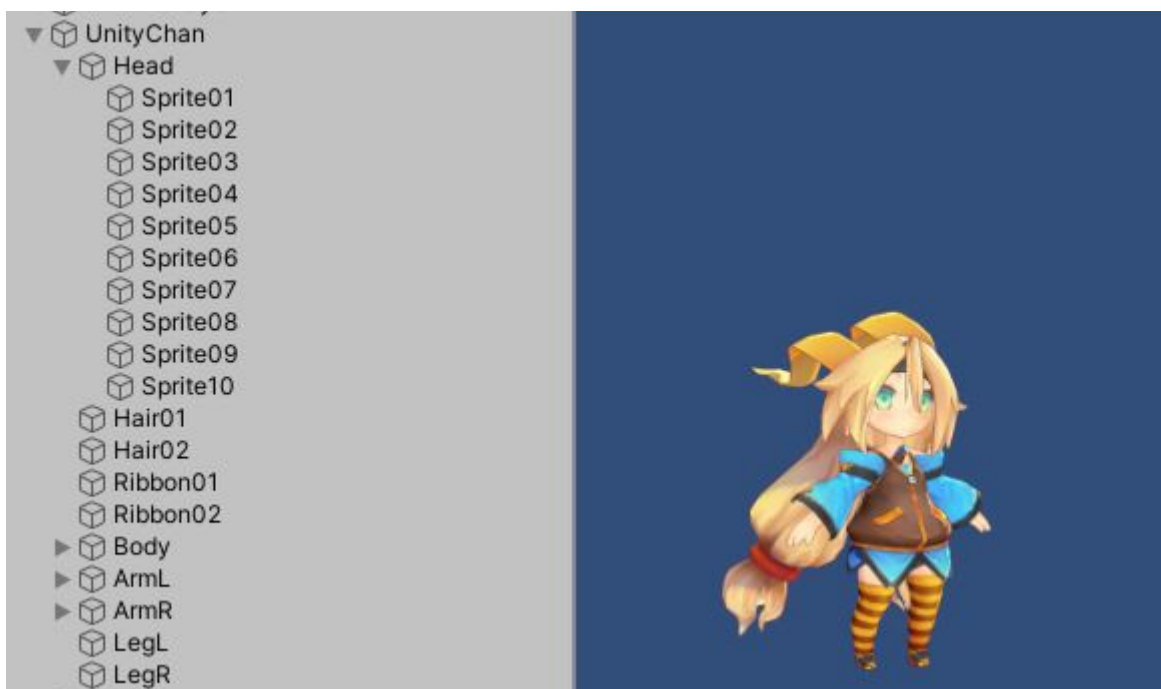 UnityChan
Head
Sprite01
Sprite02
Sprite03
Sprite04
Sprite05
Sprite06
Sprite07
Sprite08
Sprite09
Sprite10
Hair01
Hair02
Ribbon01
Ribbon02
Body
ArmL
ArmR
LegL
LegR